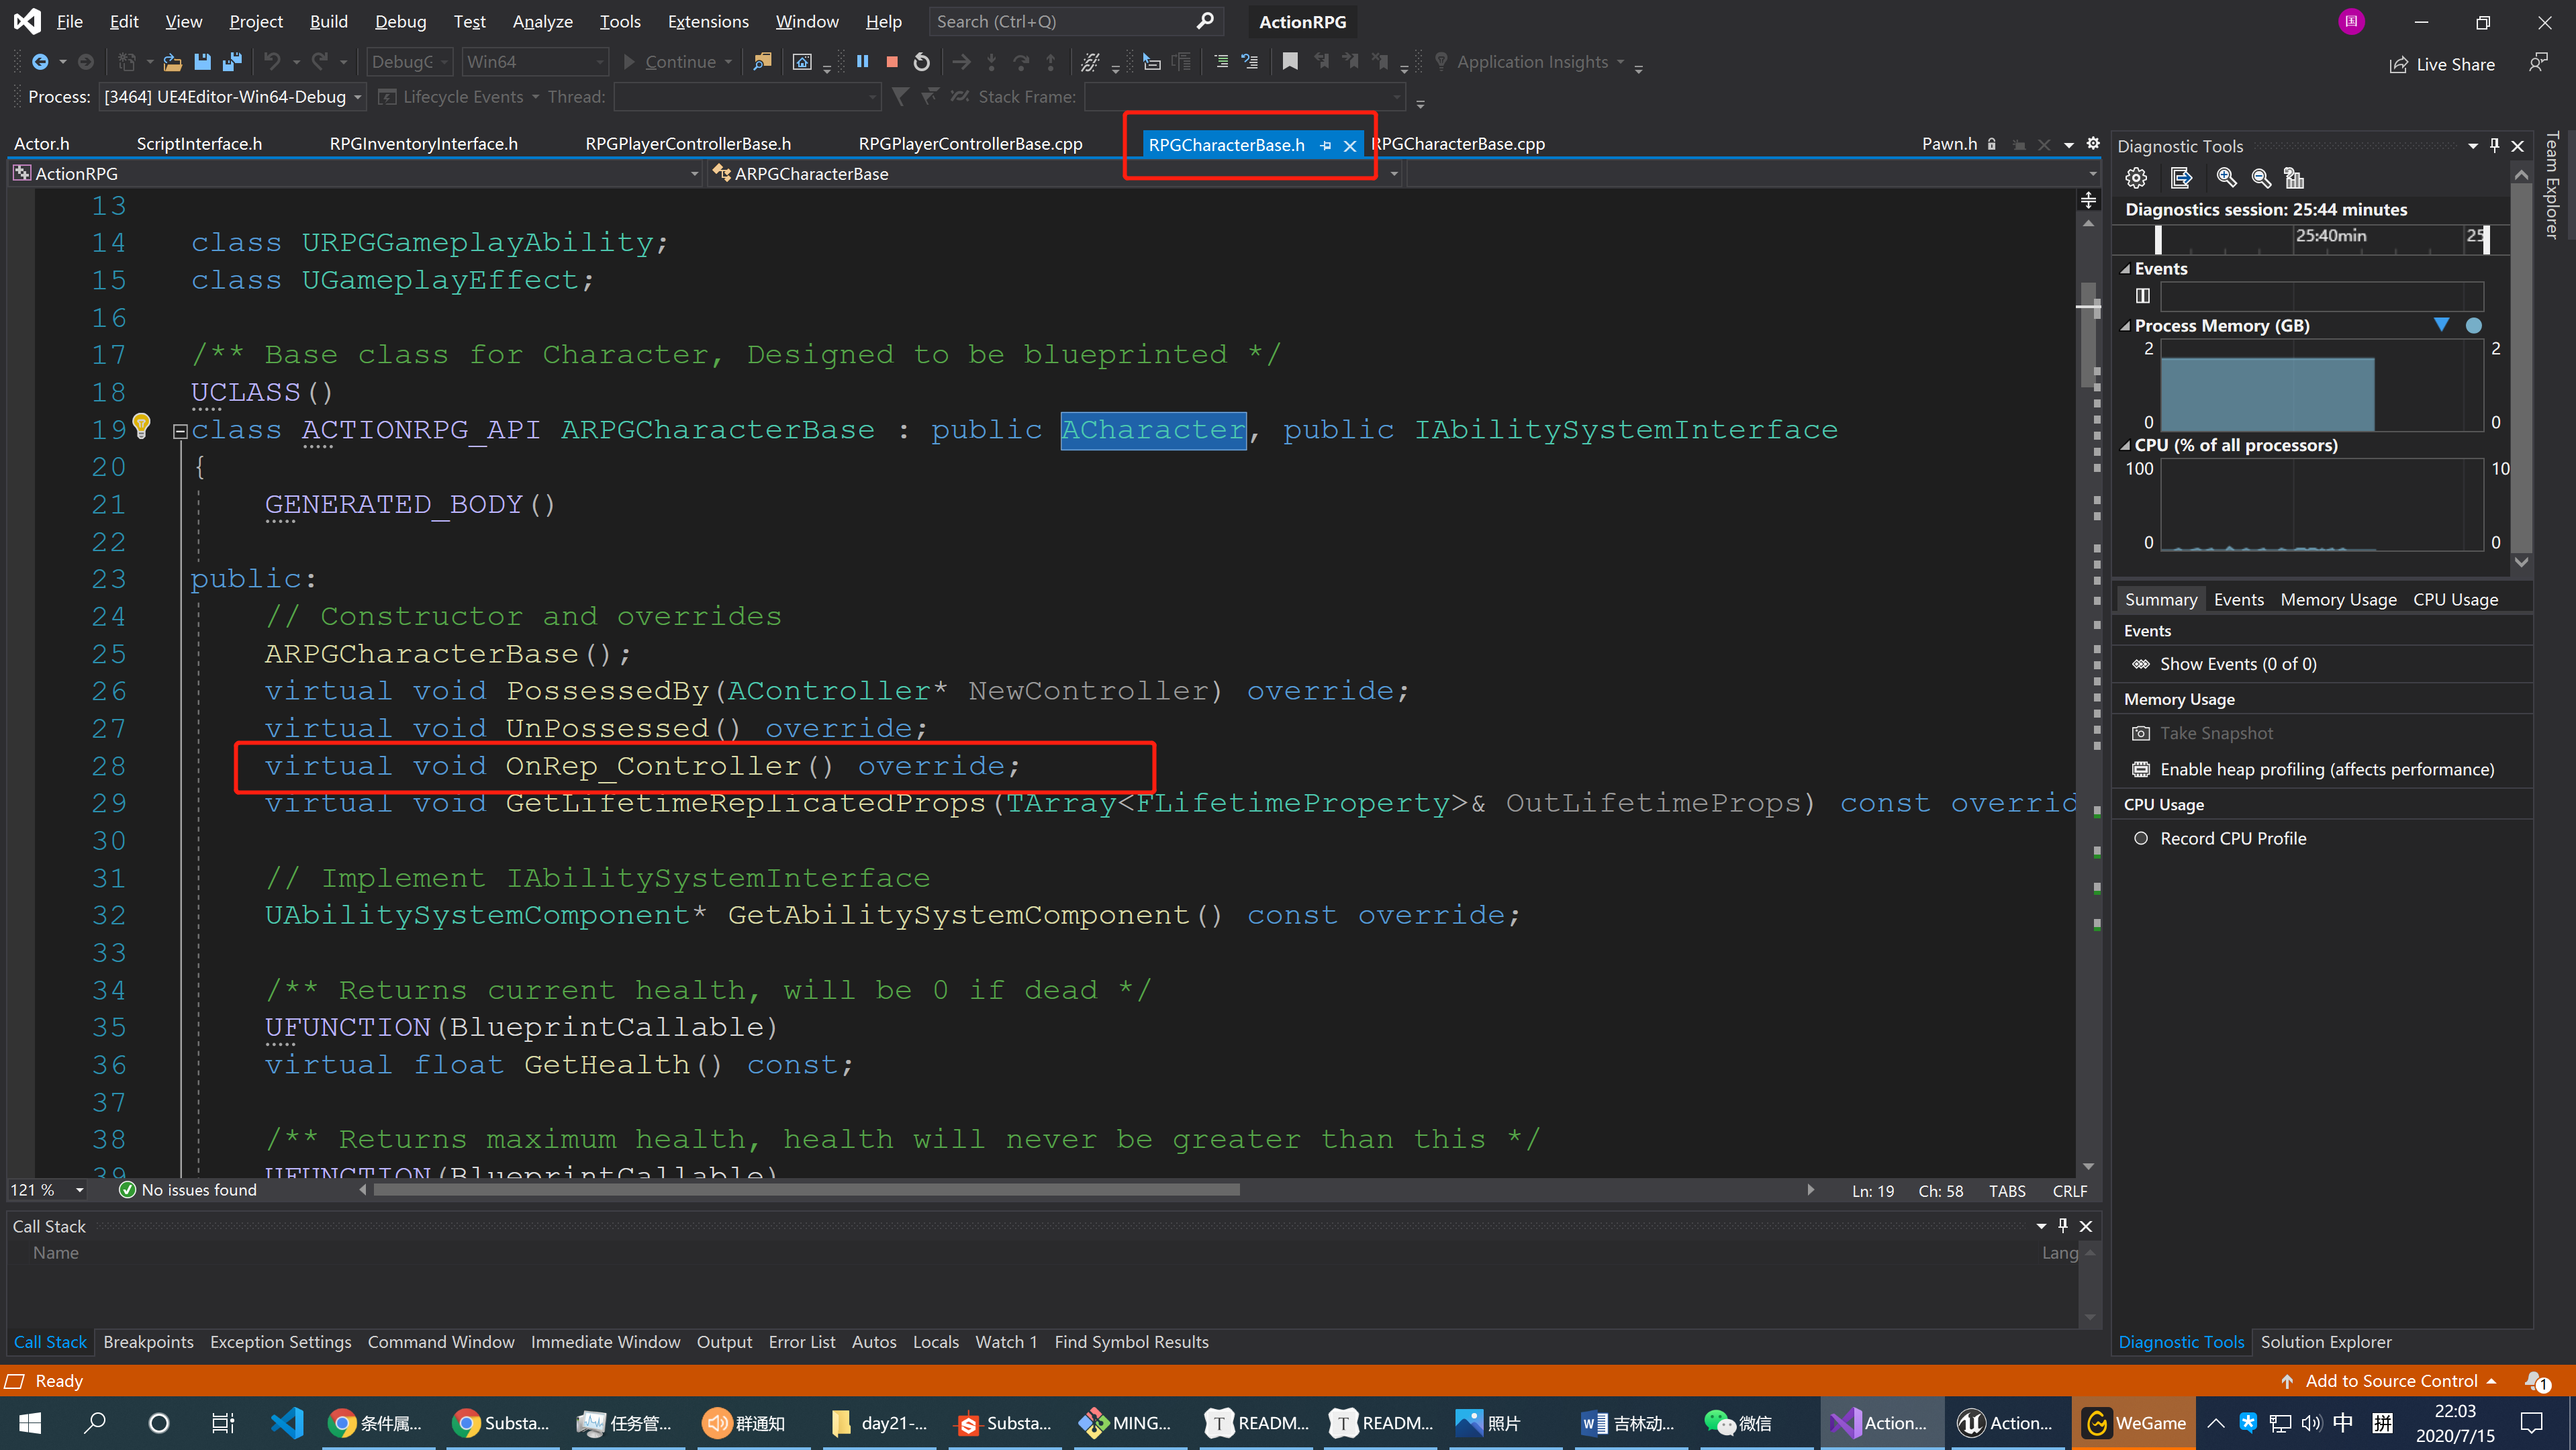 File Edit View Project Build Debug Test Analyze Tools Extensions Window Help Search (Ctrl+Q) ActionRPG 国
DebugG Win64 Continue Application Insights Live Share
Process: [3464] UE4Editor-Win64-Debug Lifecycle Events Thread: Stack Frame:
Actor.h ScriptInterface.h RPGInventoryInterface.h RPGPlayerControllerBase.h RPGPlayerControllerBase.cpp RPGCharacterBase.h RPGCharacterBase.cpp Pawn.h
ActionRPG ARPGCharacterBase
13
14 class URPGGameplayAbility;
15 class UGameplayEffect;
16
17 /** Base class for Character, Designed to be blueprinted */
18 UCLASS()
19 class ACTIONRPG_API ARPGCharacterBase : public ACharacter, public IAbilitySystemInterface
20 {
21 GENERATED_BODY()
22
23 public:
24 // Constructor and overrides
25 ARPGCharacterBase();
26 virtual void PossessedBy(AController* NewController) override;
27 virtual void UnPossessed() override;
28 virtual void OnRep_Controller() override;
29 virtual void GetLifetimeReplicatedProps(TArray<FLifetimeProperty>& OutLifetimeProps) const overrid
30
31 // Implement IAbilitySystemInterface
32 UAbilitySystemComponent* GetAbilitySystemComponent() const override;
33
34 /** Returns current health, will be 0 if dead */
35 UFUNCTION(BlueprintCallable)
36 virtual float GetHealth() const;
37
38 /** Returns maximum health, health will never be greater than this */
39 UFUNCTION(BlueprintCallable)
121 % No issues found Ln: 19 Ch: 58 TABS CRLF
Call Stack
Name Lang
Call Stack Breakpoints Exception Settings Command Window Immediate Window Output Error List Autos Locals Watch 1 Find Symbol Results
Diagnostic Tools
Diagnostics session: 25:44 minutes
25:40min 25
Events
Process Memory (GB)
2 2
0 0
CPU (% of all processors)
100 10
0 0
Summary Events Memory Usage CPU Usage
Events
Show Events (0 of 0)
Memory Usage
Take Snapshot
Enable heap profiling (affects performance)
CPU Usage
Record CPU Profile
Diagnostic Tools Solution Explorer
Team Explorer
Ready Add to Source Control 1
条件属... Substa... 任务管... 群通知 day21-... Substa... MING... READM... READM... 照片 吉林动... 微信 Action... Action... WeGame 中 拼 22:03
2020/7/15